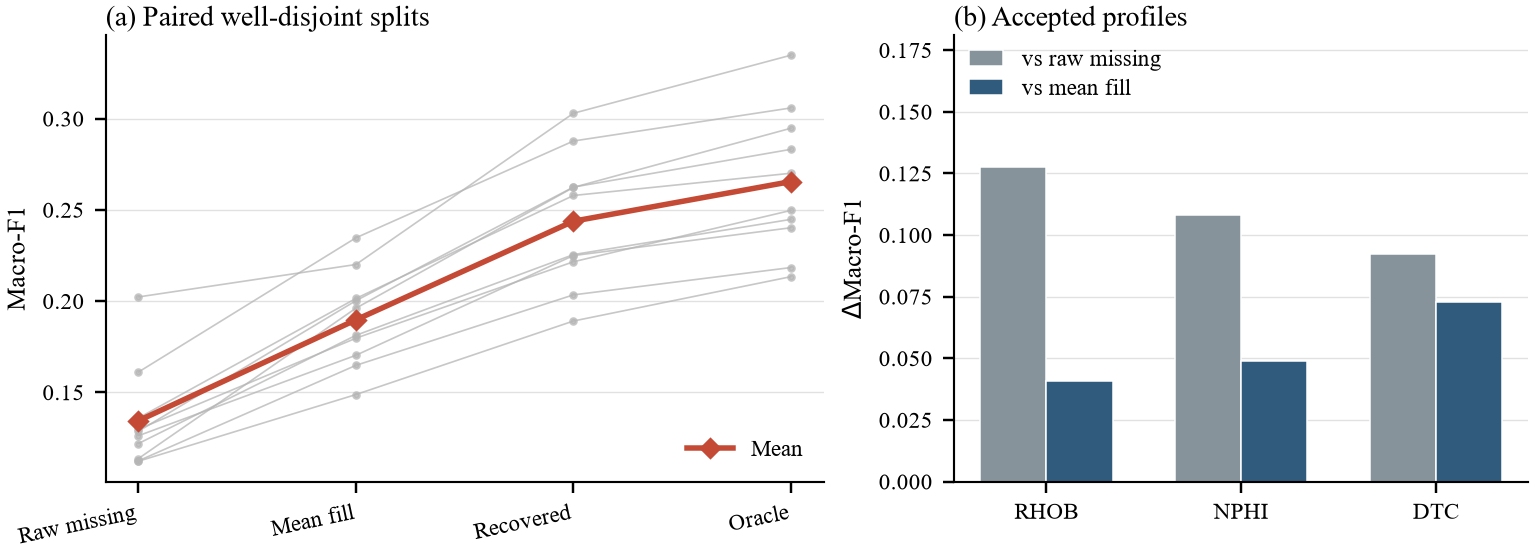 (a) Paired well-disjoint splits
Macro-F1
0.30
0.25
0.20
0.15
Mean
Raw missing
Mean fill
Recovered
Oracle
(b) Accepted profiles
ΔMacro-F1
0.175
0.150
0.125
0.100
0.075
0.050
0.025
0.000
vs raw missing
vs mean fill
RHOB
NPHI
DTC